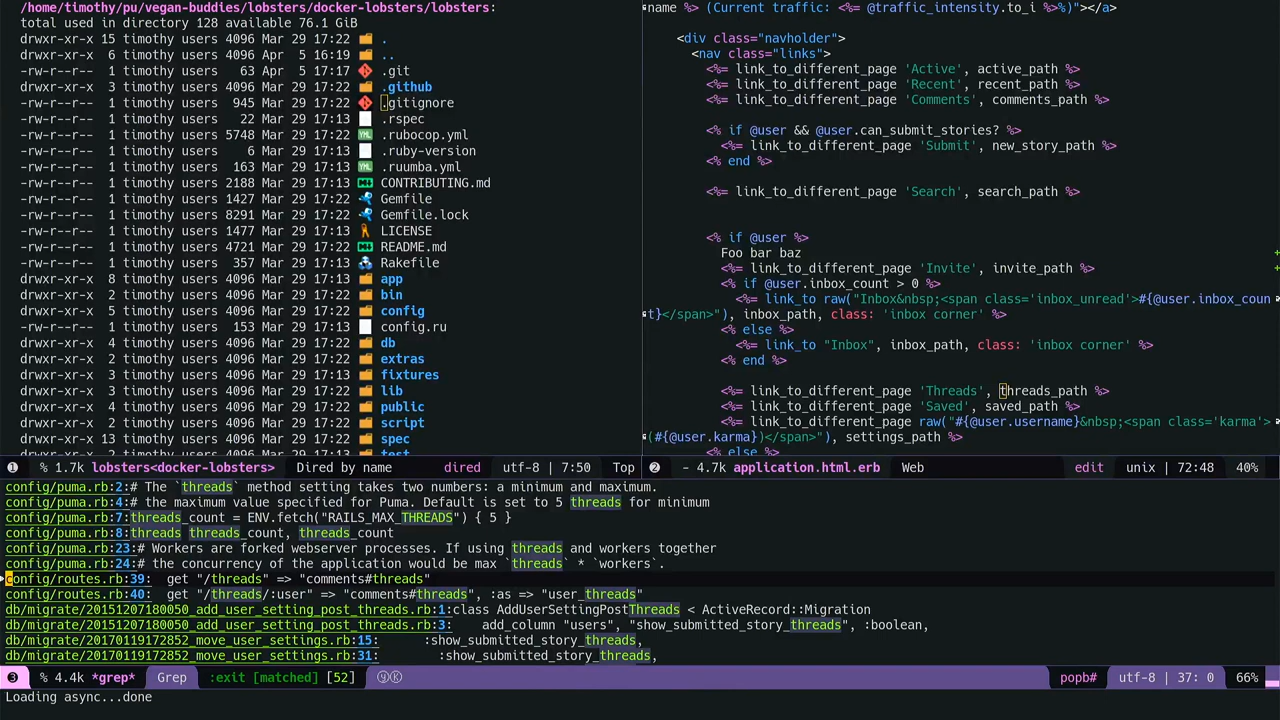 /home/timothy/pu/vegan-buddies/lobsters/docker-lobsters/lobsters:
total used in directory 128 available 76.1 GiB
drwxr-xr-x 15 timothy users 4096 Mar 29 17:22 .
drwxr-xr-x 6 timothy users 4096 Apr 5 16:19 ..
-rw-r--r-- 1 timothy users 63 Apr 5 17:17 .git
drwxr-xr-x 3 timothy users 4096 Mar 29 17:22 .github
-rw-r--r-- 1 timothy users 945 Mar 29 17:22 .gitignore
-rw-r--r-- 1 timothy users 22 Mar 29 17:13 .rspec
-rw-r--r-- 1 timothy users 5748 Mar 29 17:22 .rubocop.yml
-rw-r--r-- 1 timothy users 6 Mar 29 17:13 .ruby-version
-rw-r--r-- 1 timothy users 163 Mar 29 17:13 .ruumba.yml
-rw-r--r-- 1 timothy users 2188 Mar 29 17:13 CONTRIBUTING.md
-rw-r--r-- 1 timothy users 4096 Mar 29 17:22 Gemfile
-rw-r--r-- 1 timothy users 8291 Mar 29 17:22 Gemfile.lock
-rw-r--r-- 1 timothy users 1477 Mar 29 17:13 LICENSE
-rw-r--r-- 1 timothy users 4721 Mar 29 17:22 README.md
-rw-r--r-- 1 timothy users 357 Mar 29 17:13 Rakefile
drwxr-xr-x 8 timothy users 4096 Mar 29 17:13 app
drwxr-xr-x 2 timothy users 4096 Mar 29 17:13 bin
drwxr-xr-x 5 timothy users 4096 Mar 29 17:22 config
-rw-r--r-- 1 timothy users 153 Mar 29 17:13 config.ru
drwxr-xr-x 4 timothy users 4096 Mar 29 17:22 db
drwxr-xr-x 2 timothy users 4096 Mar 29 17:22 extras
drwxr-xr-x 3 timothy users 4096 Mar 29 17:13 fixtures
drwxr-xr-x 3 timothy users 4096 Mar 29 17:13 lib
drwxr-xr-x 4 timothy users 4096 Mar 29 17:22 public
drwxr-xr-x 2 timothy users 4096 Mar 29 17:22 script
drwxr-xr-x 13 timothy users 4096 Mar 29 17:22 spec
drwxr-xr-x 2 timothy users 4096 Mar 29 17:22 test
❶ % 1.7k lobsters<docker-lobsters> Dired by name dired utf-8 | 7:50 Top
name %> (Current traffic: <%= @traffic_intensity.to_i %>%)"></a>
<div class="navholder">
<nav class="links">
<%= link_to_different_page 'Active', active_path %>
<%= link_to_different_page 'Recent', recent_path %>
<%= link_to_different_page 'Comments', comments_path %>
<% if @user && @user.can_submit_stories? %>
<%= link_to_different_page 'Submit', new_story_path %>
<% end %>
<%= link_to_different_page 'Search', search_path %>
<% if @user %>
Foo bar baz
<%= link_to_different_page 'Invite', invite_path %>
<% if @user.inbox_count > 0 %>
<%= link_to raw("Inbox&nbsp;<span class='inbox_unread'>#{@user.inbox_coun
t}</span>"), inbox_path, class: 'inbox corner' %>
<% else %>
<%= link_to "Inbox", inbox_path, class: 'inbox corner' %>
<% end %>
<%= link_to_different_page 'Threads', threads_path %>
<%= link_to_different_page 'Saved', saved_path %>
<%= link_to_different_page raw("#{@user.username}&nbsp;<span class='karma'>
(#{@user.karma})</span>"), settings_path %>
<% else %>
❷ - 4.7k application.html.erb Web edit unix | 72:48 40%
config/puma.rb:2:# The `threads` method setting takes two numbers: a minimum and maximum.
config/puma.rb:4:# the maximum value specified for Puma. Default is set to 5 threads for minimum
config/puma.rb:7:threads_count = ENV.fetch("RAILS_MAX_THREADS") { 5 }
config/puma.rb:8:threads threads_count, threads_count
config/puma.rb:23:# Workers are forked webserver processes. If using threads and workers together
config/puma.rb:24:# the concurrency of the application would be max `threads` * `workers`.
config/routes.rb:39: get "/threads" => "comments#threads"
config/routes.rb:40: get "/threads/:user" => "comments#threads", :as => "user_threads"
db/migrate/20151207180050_add_user_setting_post_threads.rb:1:class AddUserSettingPostThreads < ActiveRecord::Migration
db/migrate/20151207180050_add_user_setting_post_threads.rb:3: add_column "users", "show_submitted_story_threads", :boolean,
db/migrate/20170119172852_move_user_settings.rb:15: :show_submitted_story_threads,
db/migrate/20170119172852_move_user_settings.rb:31: :show_submitted_story_threads,
❸ % 4.4k *grep* Grep :exit [matched] [52] ⓨⓀ popb# utf-8 | 37: 0 66%
Loading async...done